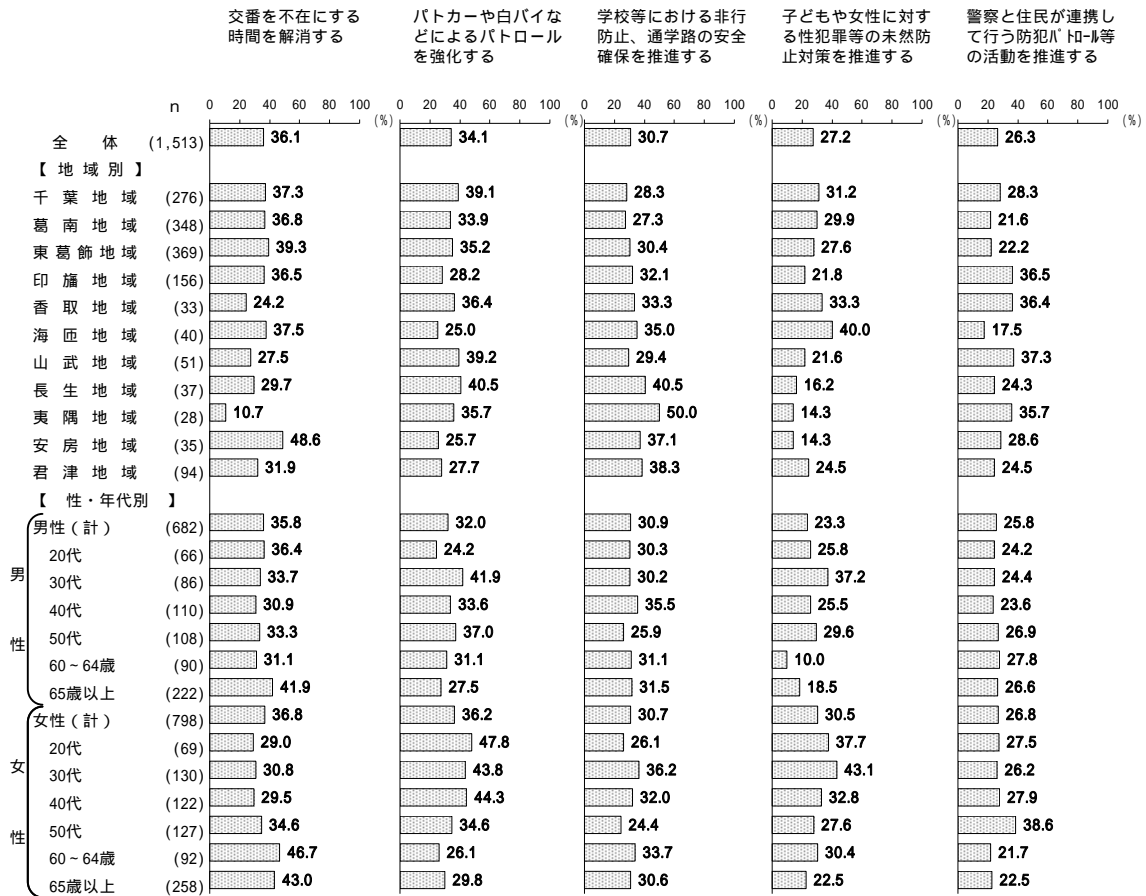 交番を不在にする
時間を解消する
パトカーや白バイな
どによるパトロール
を強化する
学校等における非行
防止、通学路の安全
確保を推進する
子どもや女性に対す
る性犯罪等の未然防
止対策を推進する
警察と住民が連携し
て行う防犯ﾊﾟﾄﾛｰﾙ等
の活動を推進する
n 0 20 40 60 80 100 0 20 40 60 80 100 0 20 40 60 80 100 0 20 40 60 80 100 0 20 40 60 80 100
(%) (%) (%) (%) (%)
全 体 (1,513) 36.1 34.1 30.7 27.2 26.3
【 地 域 別 】
千 葉 地 域 (276) 37.3 39.1 28.3 31.2 28.3
葛 南 地 域 (348) 36.8 33.9 27.3 29.9 21.6
東 葛 飾 地 域 (369) 39.3 35.2 30.4 27.6 22.2
印 旛 地 域 (156) 36.5 28.2 32.1 21.8 36.5
香 取 地 域 (33) 24.2 36.4 33.3 33.3 36.4
海 匝 地 域 (40) 37.5 25.0 35.0 40.0 17.5
山 武 地 域 (51) 27.5 39.2 29.4 21.6 37.3
長 生 地 域 (37) 29.7 40.5 40.5 16.2 24.3
夷 隅 地 域 (28) 10.7 35.7 50.0 14.3 35.7
安 房 地 域 (35) 48.6 25.7 37.1 14.3 28.6
君 津 地 域 (94) 31.9 27.7 38.3 24.5 24.5
【 性・年代別 】
男性（計） (682) 35.8 32.0 30.9 23.3 25.8
20代 (66) 36.4 24.2 30.3 25.8 24.2
男 30代 (86) 33.7 41.9 30.2 37.2 24.4
40代 (110) 30.9 33.6 35.5 25.5 23.6
性 50代 (108) 33.3 37.0 25.9 29.6 26.9
60～64歳 (90) 31.1 31.1 31.1 10.0 27.8
65歳以上 (222) 41.9 27.5 31.5 18.5 26.6
女性（計） (798) 36.8 36.2 30.7 30.5 26.8
20代 (69) 29.0 47.8 26.1 37.7 27.5
女 30代 (130) 30.8 43.8 36.2 43.1 26.2
40代 (122) 29.5 44.3 32.0 32.8 27.9
性 50代 (127) 34.6 34.6 24.4 27.6 38.6
60～64歳 (92) 46.7 26.1 33.7 30.4 21.7
65歳以上 (258) 43.0 29.8 30.6 22.5 22.5